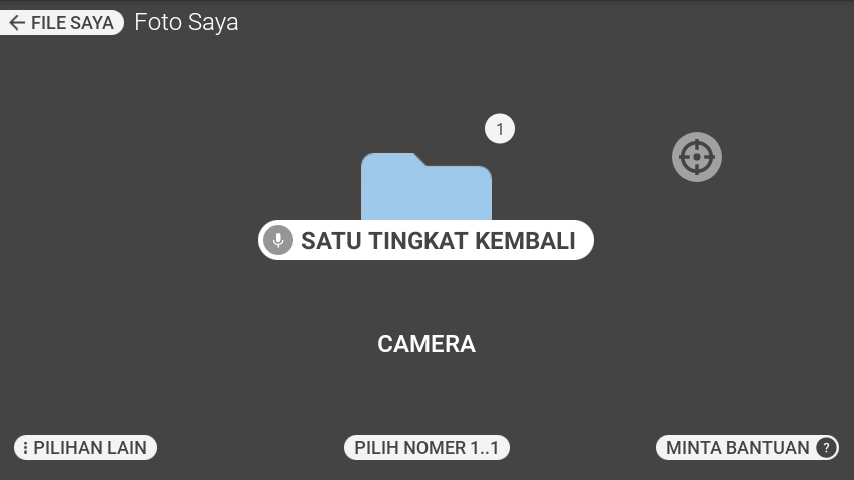 FILE SAYA
Foto Saya
1
SATU TINGKAT KEMBALI
CAMERA
PILIHAN LAIN
PILIH NOMER 1..1
MINTA BANTUAN ?